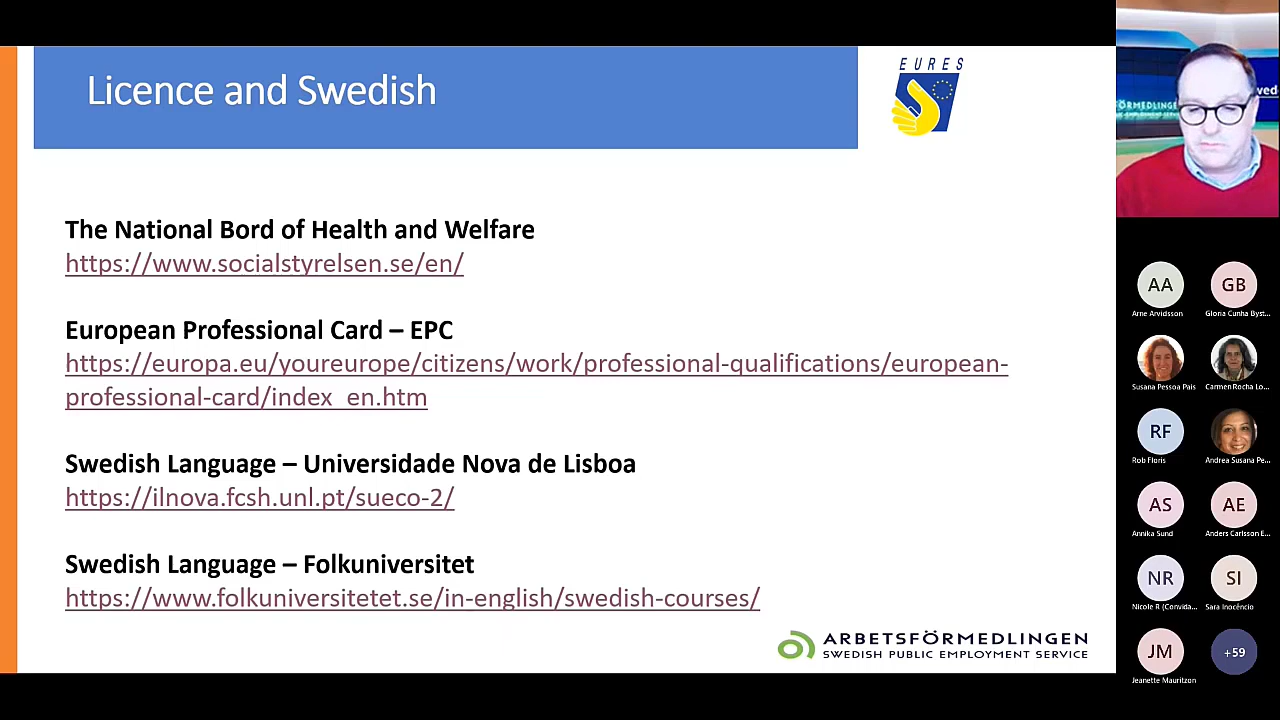 Licence and Swedish
EURES
The National Bord of Health and Welfare
https://www.socialstyrelsen.se/en/
European Professional Card – EPC
https://europa.eu/youreurope/citizens/work/professional-qualifications/european-
professional-card/index_en.htm
Swedish Language – Universidade Nova de Lisboa
https://ilnova.fcsh.unl.pt/sueco-2/
Swedish Language – Folkuniversitet
https://www.folkuniversitetet.se/in-english/swedish-courses/
ARBETSFÖRMEDLINGEN
SWEDISH PUBLIC EMPLOYMENT SERVICE
AA
Arne Arvidsson
GB
Gloria Cunha Byst...
Susana Pessoa Pais
Carmen Rocha Lo...
RF
Rob Floris
Andrea Susana Pe...
AS
Annika Sund
AE
Anders Carlsson E...
NR
Nicole R (Convida...
SI
Sara Inocêncio
JM
Jeanette Mauritzon
+59